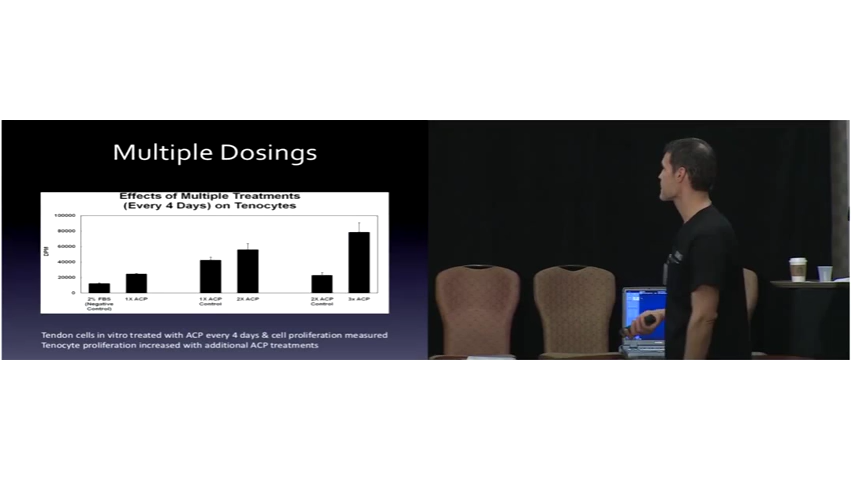 Multiple Dosings
Effects of Multiple Treatments
(Every 4 Days) on Tenocytes
100000
80000
60000
40000
20000
0
DPM
2% FBS (Negative Control)
1X ACP
1X ACP Control
2X ACP
2X ACP Control
3x ACP
Tendon cells in vitro treated with ACP every 4 days & cell proliferation measured
Tenocyte proliferation increased with additional ACP treatments